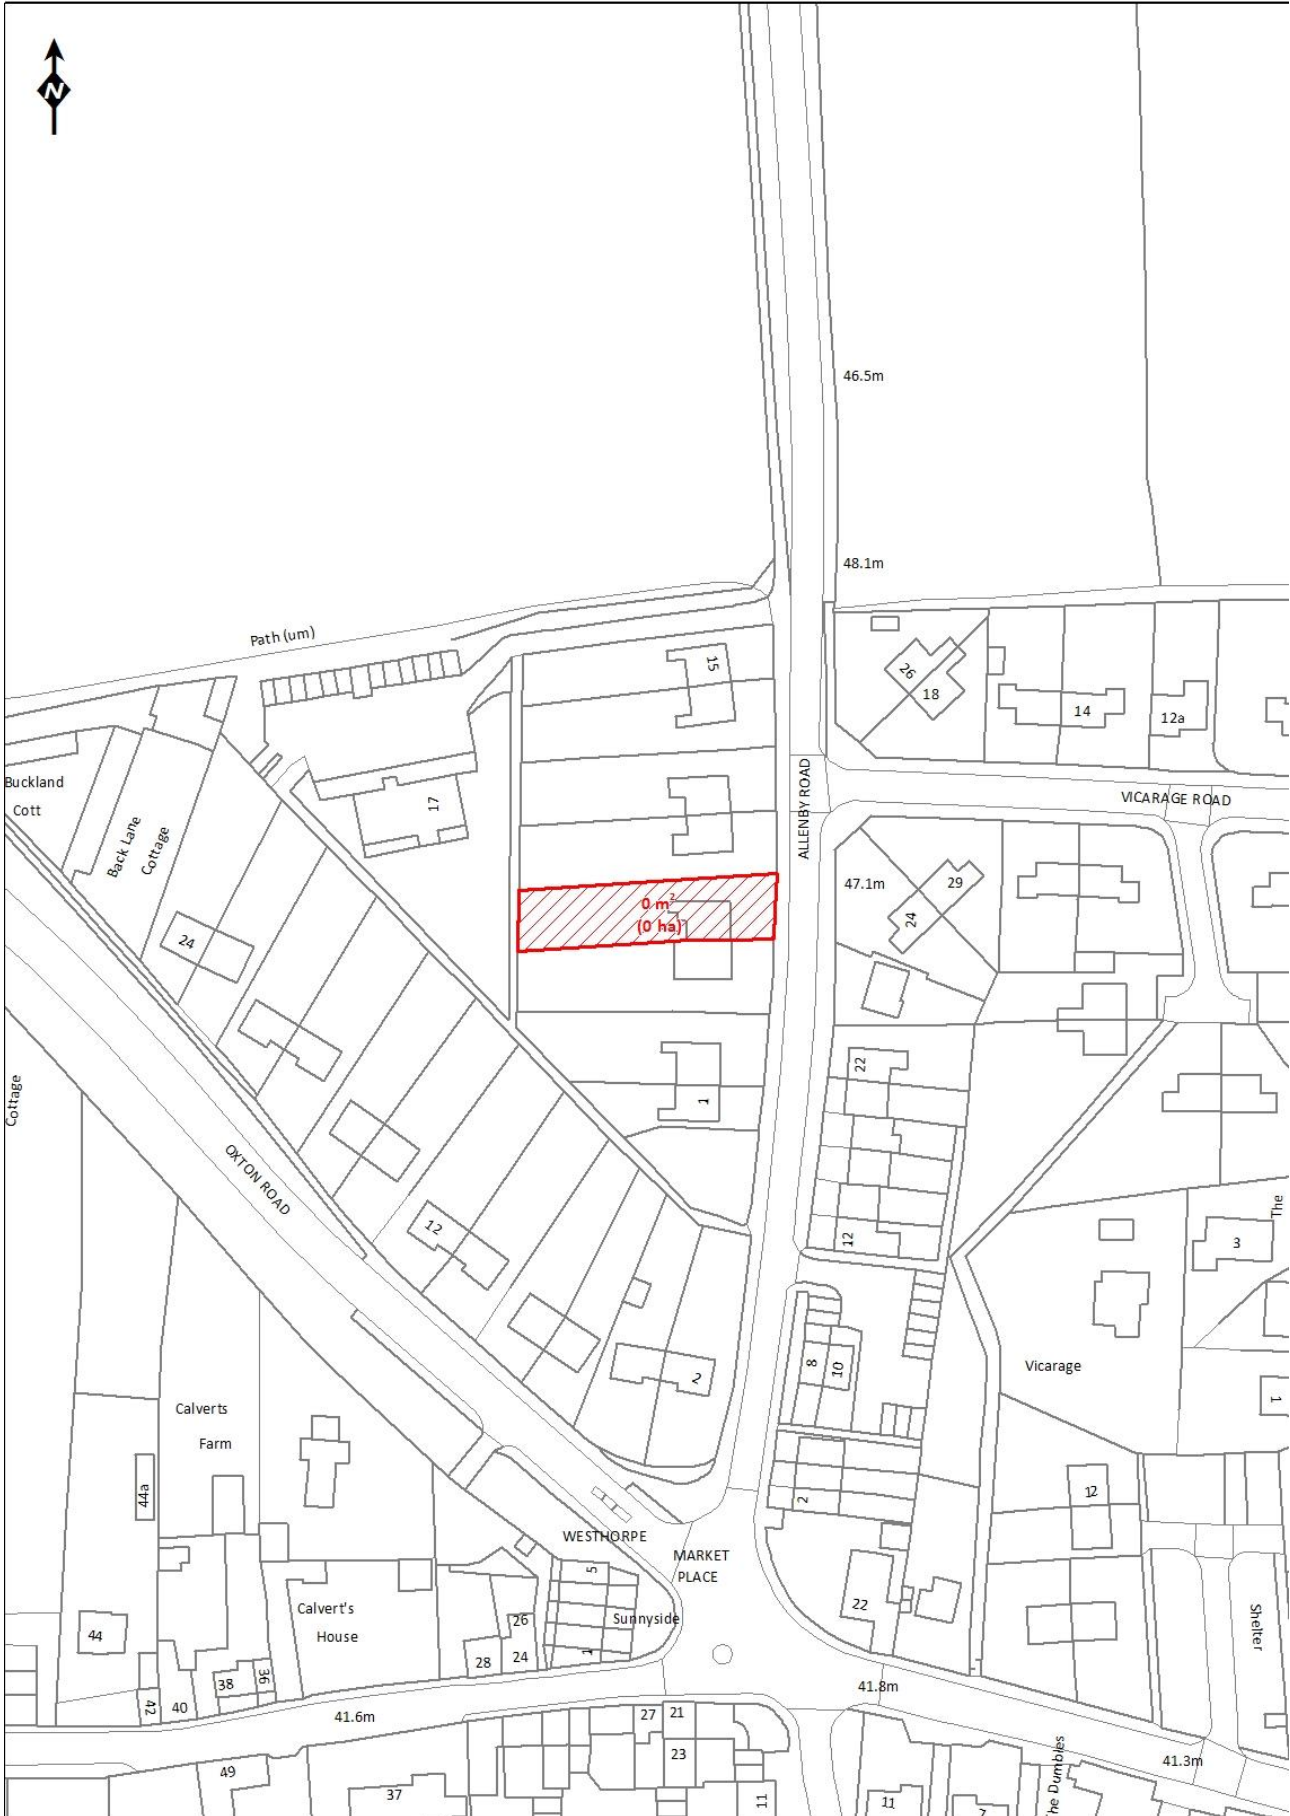 N
46.5m
48.1m
Path (um)
15
26
18
14
12a
Buckland
Cott
Back Lane
Cottage
17
ALLENBY ROAD
VICARAGE ROAD
47.1m
29
24
0 m²
(0 ha)
24
Cottage
22
1
OXTON ROAD
12
12
The
3
8
10
2
Vicarage
1
Calverts
Farm
44a
2
12
WESTHORPE
MARKET
PLACE
5
Sunnyside
1
Calvert's
House
26
24
28
22
Shelter
44
38
36
42
40
41.6m
41.8m
27
21
23
41.3m
49
37
11
11
7
The Dumbles